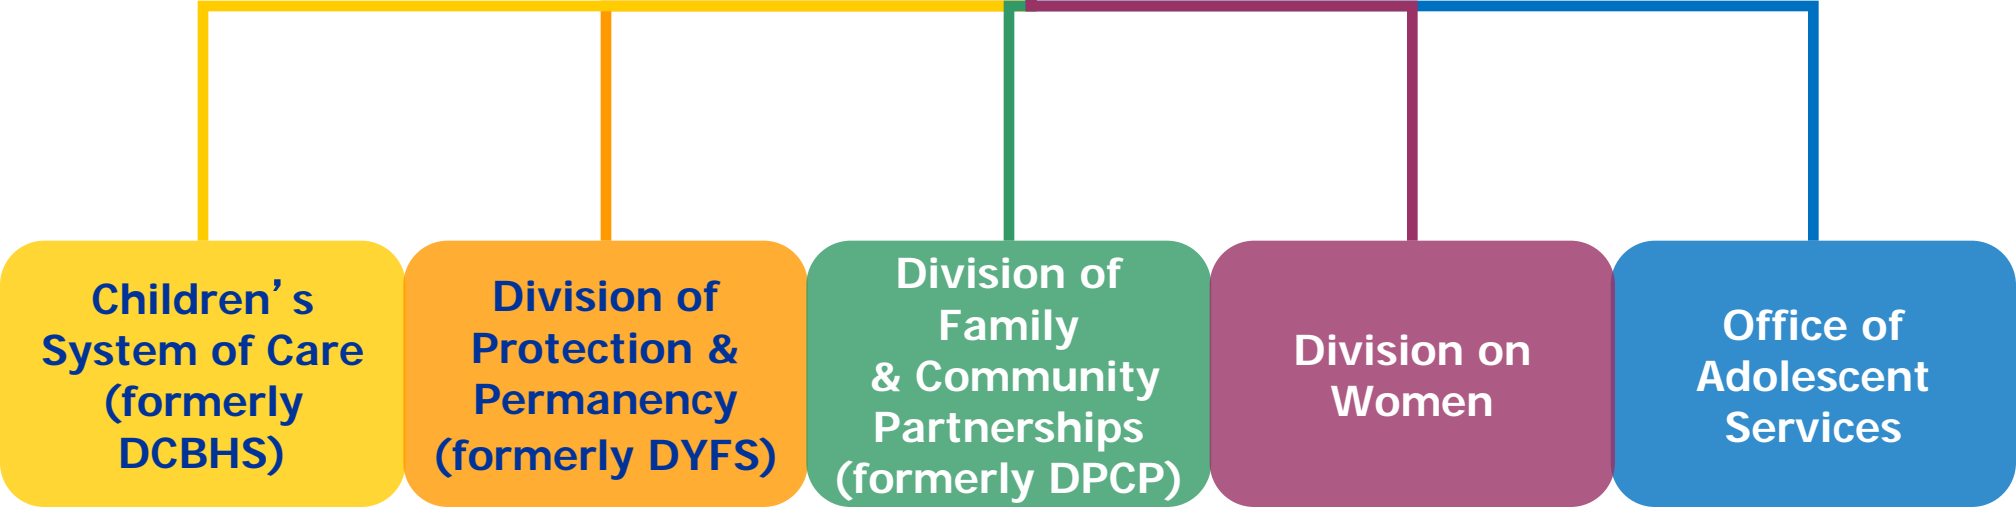 Children’s
System of Care
(formerly
DCBHS)
Division of
Protection &
Permanency
(formerly DYFS)
Division of
Family
& Community
Partnerships
(formerly DPCP)
Division on
Women
Office of
Adolescent
Services